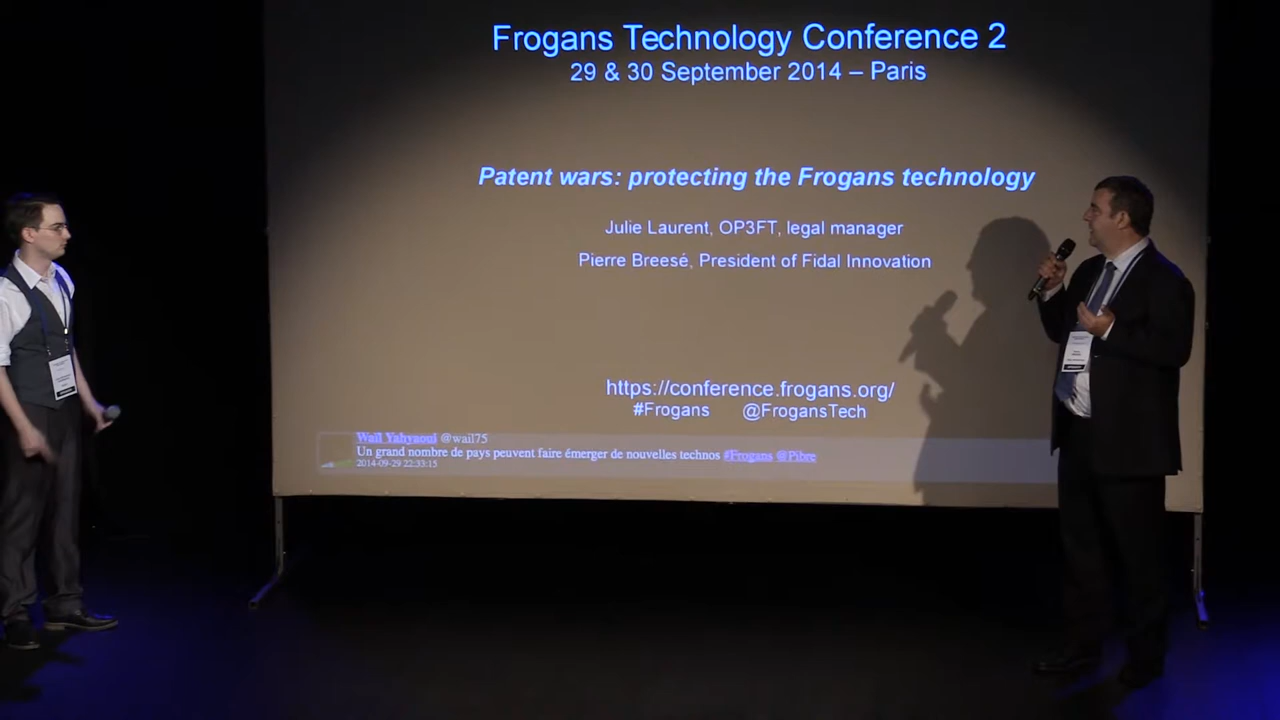 Frogans Technology Conference 2
29 & 30 September 2014 – Paris
Patent wars: protecting the Frogans technology
Julie Laurent, OP3FT, legal manager
Pierre Breesé, President of Fidal Innovation
https://conference.frogans.org/
#Frogans @FrogansTech
Waïl Yahyaoui @wail75
Un grand nombre de pays peuvent faire émerger de nouvelles technos #Frogans @Pibre
2014-09-29 22:33:15